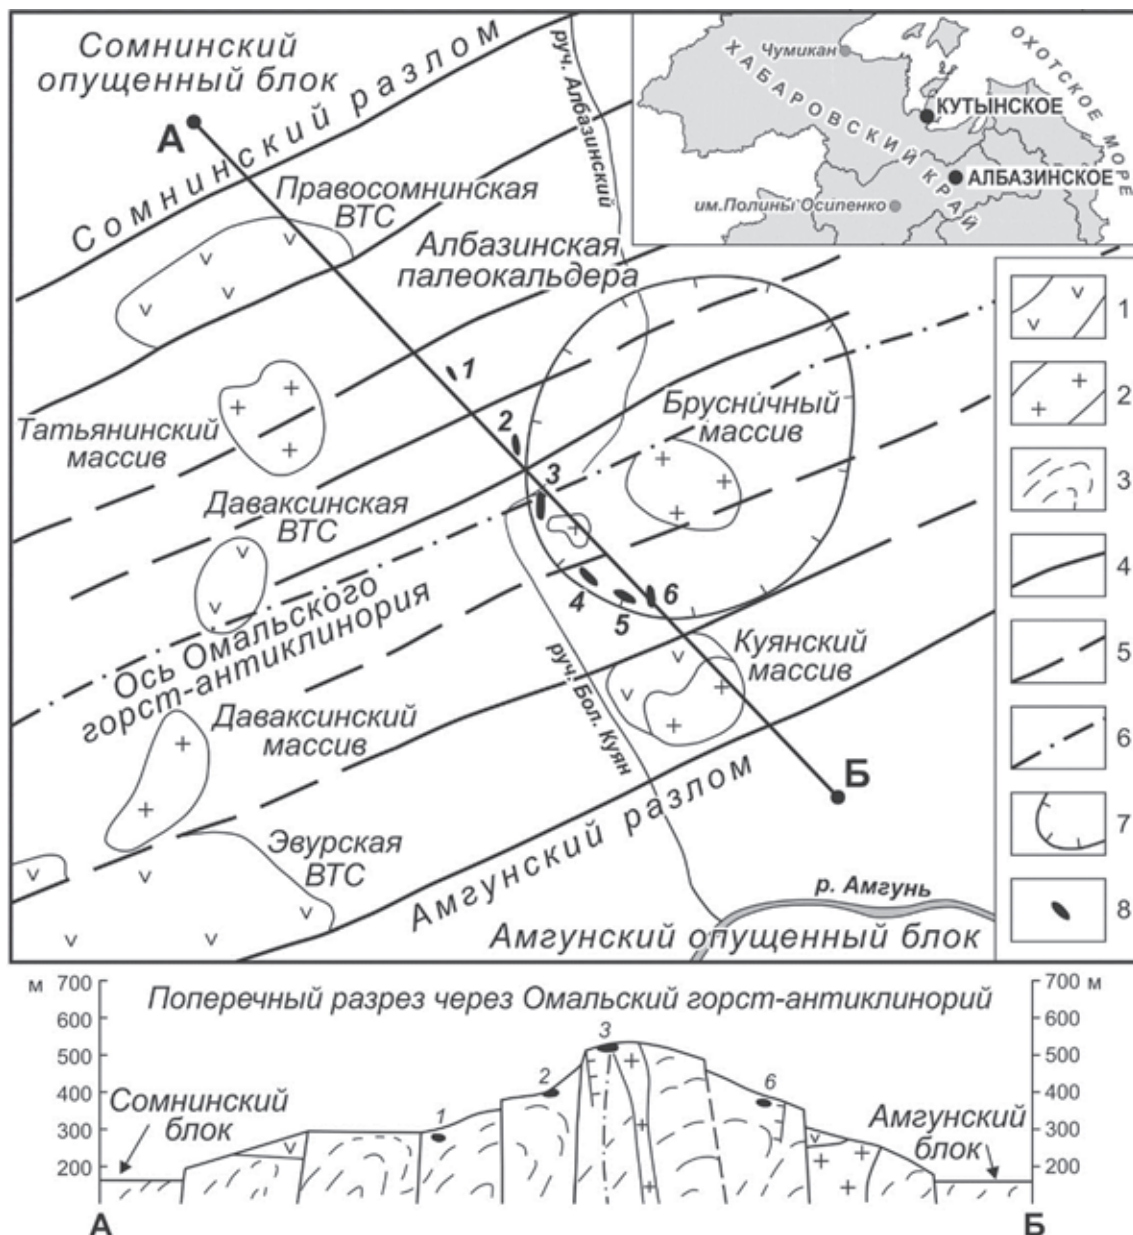 Сомнинский
опущенный блок
Сомнинский разлом
руч. Албазинский
А
Правосомнинская
ВТС
Албазинская
палеокальдера
Чумикан
ОХОТСКОЕ МОРЕ
ХАБАРОВСКИЙ КРАЙ
КУТЫНСКОЕ
АЛБАЗИНСКОЕ
им.Полины Осипенко
1
2
3
4
5
6
7
8
1
2
3
4
5
6
Татьянинский
массив
Брусничный
массив
Даваксинская
ВТС
Ось Омальского
горст-антиклинория
Куянский
массив
руч. Бол. Куян
Даваксинский
массив
Б
Эвурская
ВТС
Амгунский разлом
р. Амгунь
Амгунский опущенный блок
м 700
600
500
400
300
200
Поперечный разрез через Омальский горст-антиклинорий
700 м
600
500
400
300
200
1
2
3
6
Сомнинский
блок
Амгунский
блок
А
Б